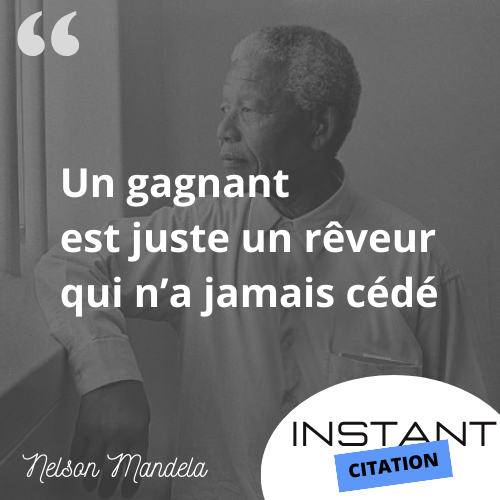 Un gagnant
est juste un rêveur
qui n’a jamais cédé
Nelson Mandela
INSTANT
CITATION